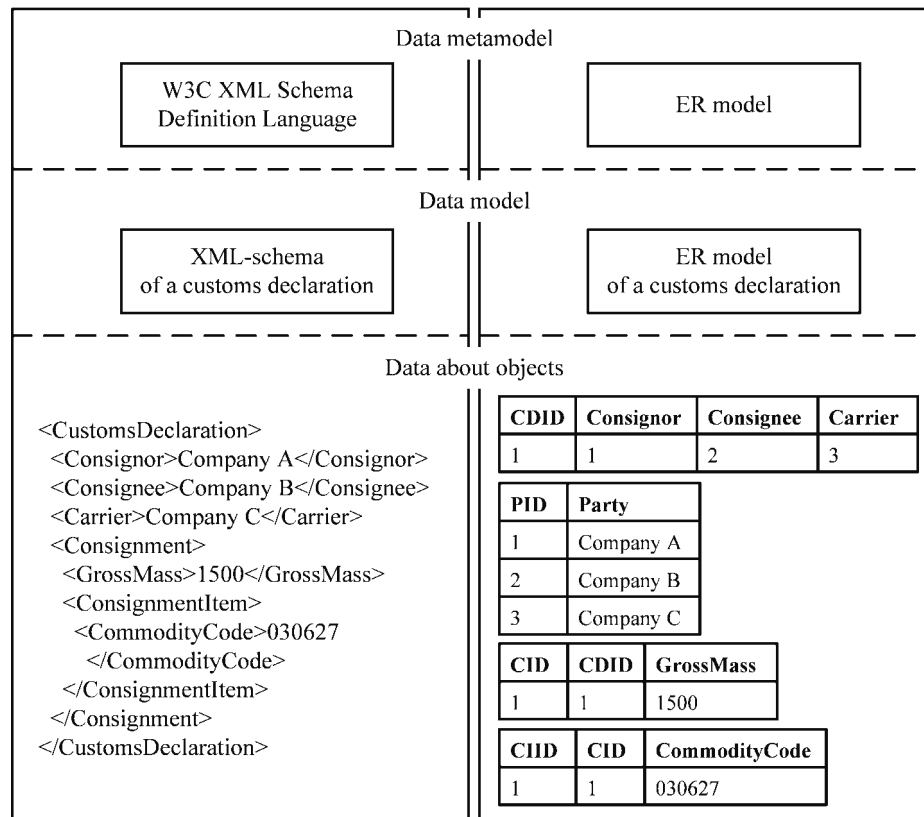 Data metamodel
W3C XML Schema
Definition Language
ER model
Data model
XML-schema
of a customs declaration
ER model
of a customs declaration
Data about objects
<CustomsDeclaration>
<Consignor>Company A</Consignor>
<Consignee>Company B</Consignee>
<Carrier>Company C</Carrier>
<Consignment>
<GrossMass>1500</GrossMass>
<ConsignmentItem>
<CommodityCode>030627
</CommodityCode>
</ConsignmentItem>
</Consignment>
</CustomsDeclaration>
CDID Consignor Consignee Carrier
1 1 2 3
PID Party
1 Company A
2 Company B
3 Company C
CID CDID GrossMass
1 1 1500
CIID CID CommodityCode
1 1 030627